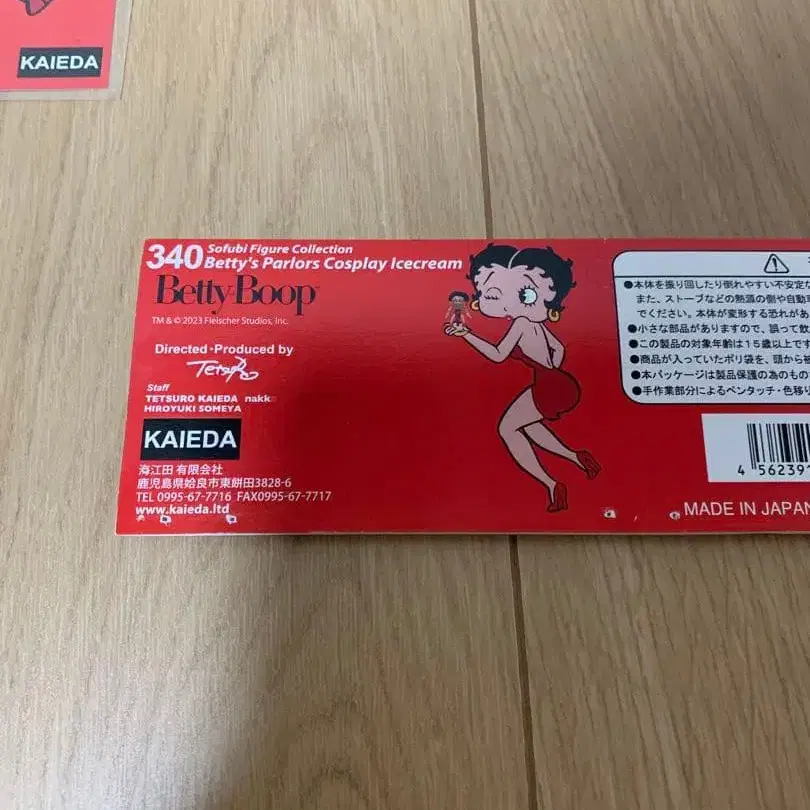 KAIEDA
340 Sofubi Figure Collection
Betty's Parlors Cosplay Icecream
Betty Boop™
TM & © 2023 Fleischer Studios, Inc.
Directed・Produced by
Tetsuro
Staff
TETSURO KAIEDA nakk
HIROYUKI SOMEYA
KAIEDA
海江田 有限会社
鹿児島県姶良市東餅田3828-6
TEL 0995-67-7716 FAX0995-67-7717
www.kaieda.ltd
●本体を振り回したり倒れやすい不安定な
また、ストーブなどの熱源の側や自動
でください。本体が変形する恐れがあ
●小さな部品がありますので、誤って飲
●この製品の対象年齢は15歳以上です
●商品が入っていたポリ袋を、頭から被
●本パッケージは製品保護の為のもの
●手作業部分によるペンタッチ・色移り
4 56239
MADE IN JAPAN